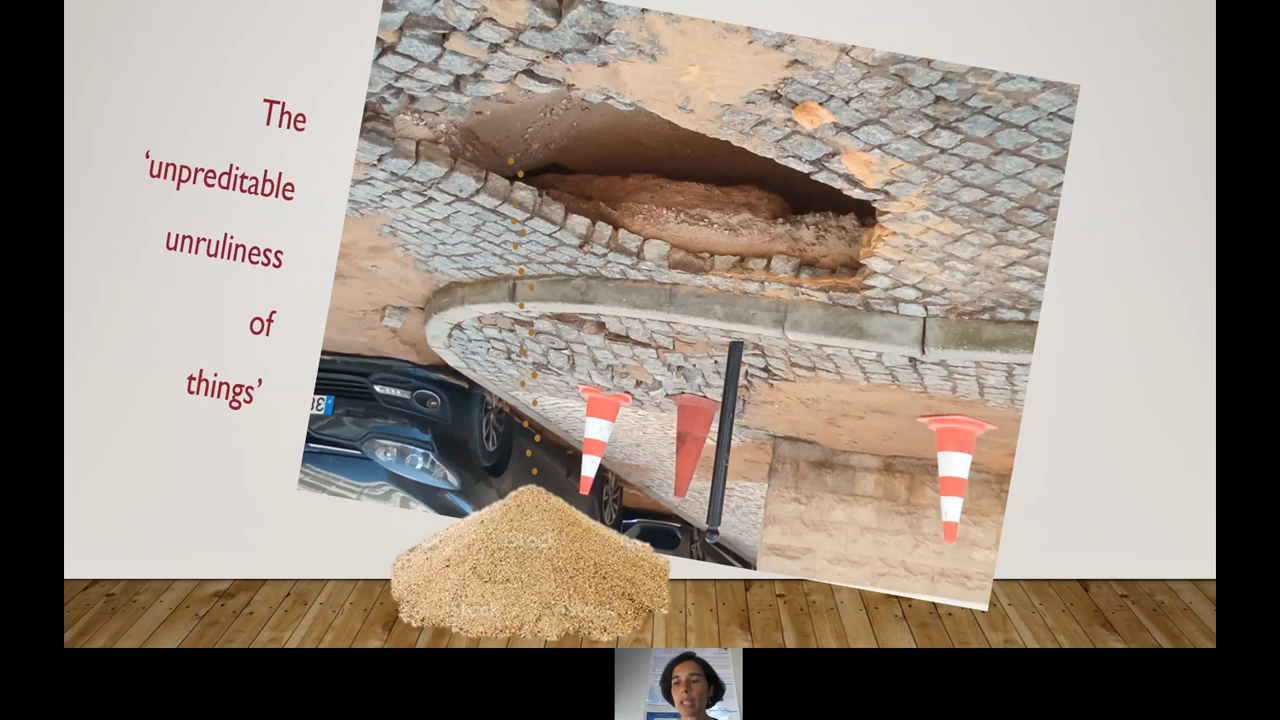 The
‘unpreditable
unruliness
of
things’